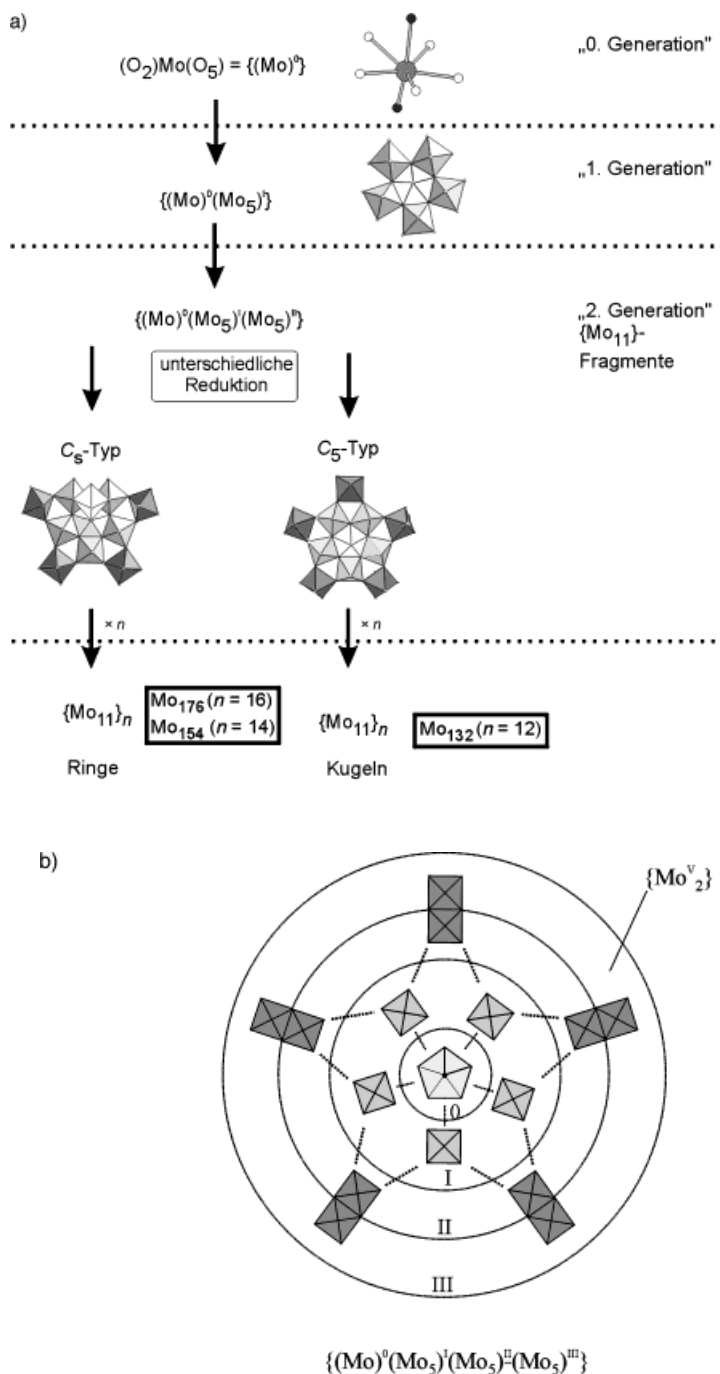 a)
(O₂)Mo(O₅) = {(Mo)⁰}
„0. Generation"
{(Mo)⁰(Mo₅)ᴵ}
„1. Generation"
{(Mo)⁰(Mo₅)ᴵ(Mo₅)ᴵᴵ}
„2. Generation"
{Mo₁₁}-
Fragmente
unterschiedliche
Reduktion
Cₛ-Typ
C₅-Typ
× n
× n
{Mo₁₁}ₙ
Mo₁₇₆ (n = 16)
Mo₁₅₄ (n = 14)
Ringe
{Mo₁₁}ₙ
Mo₁₃₂ (n = 12)
Kugeln
b)
{Moⱽ₂}
0
I
II
III
{(Mo)⁰(Mo₅)ᴵ(Mo₅)ᴵᴵ(Mo₅)ᴵᴵᴵ}